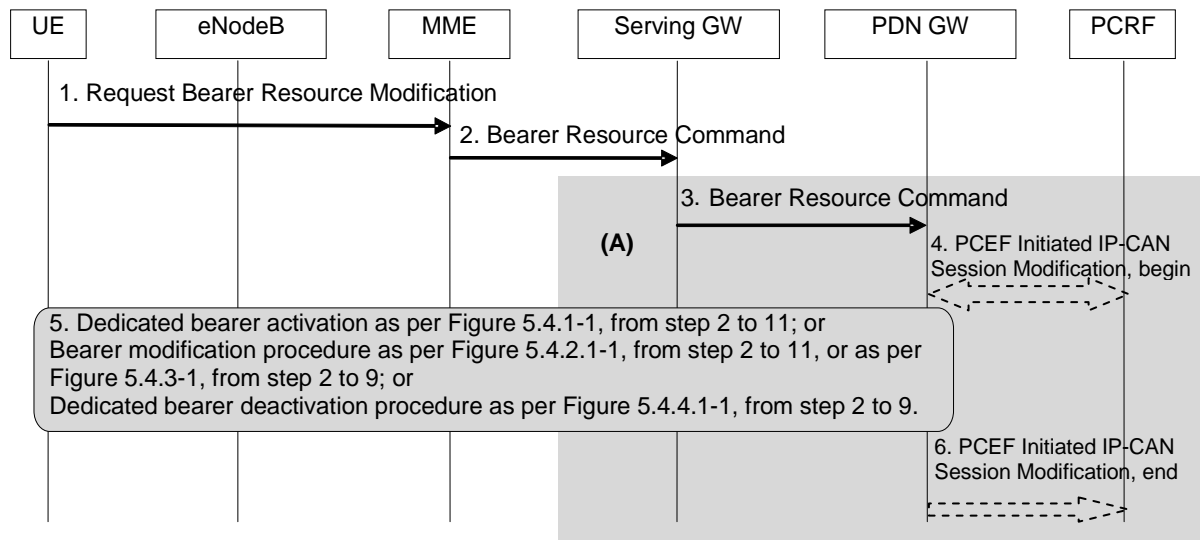 UE
eNodeB
MME
Serving GW
PDN GW
PCRF
1. Request Bearer Resource Modification
2. Bearer Resource Command
3. Bearer Resource Command
(A)
4. PCEF Initiated IP-CAN
Session Modification, begin
5. Dedicated bearer activation as per Figure 5.4.1-1, from step 2 to 11; or
Bearer modification procedure as per Figure 5.4.2.1-1, from step 2 to 11, or as per
Figure 5.4.3-1, from step 2 to 9; or
Dedicated bearer deactivation procedure as per Figure 5.4.4.1-1, from step 2 to 9.
6. PCEF Initiated IP-CAN
Session Modification, end